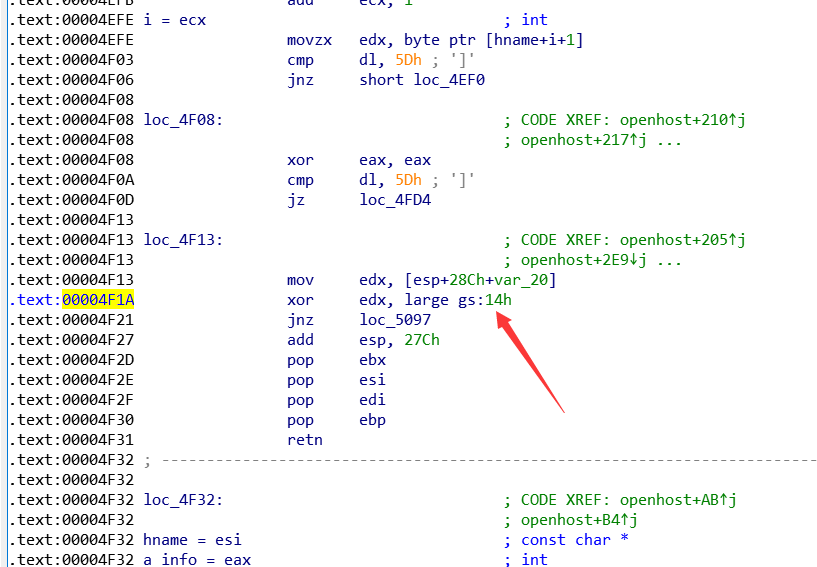 .text:00004EFB add ecx, 1
.text:00004EFE i = ecx ; int
.text:00004EFE movzx edx, byte ptr [hname+i+1]
.text:00004F03 cmp dl, 5Dh ; ']'
.text:00004F06 jnz short loc_4EF0
.text:00004F08
.text:00004F08 loc_4F08: ; CODE XREF: openhost+210↑j
.text:00004F08 ; openhost+217↑j ...
.text:00004F08 xor eax, eax
.text:00004F0A cmp dl, 5Dh ; ']'
.text:00004F0D jz loc_4FD4
.text:00004F13
.text:00004F13 loc_4F13: ; CODE XREF: openhost+205↑j
.text:00004F13 ; openhost+2E9↓j ...
.text:00004F13 mov edx, [esp+28Ch+var_20]
.text:00004F1A xor edx, large gs:14h
.text:00004F21 jnz loc_5097
.text:00004F27 add esp, 27Ch
.text:00004F2D pop ebx
.text:00004F2E pop esi
.text:00004F2F pop edi
.text:00004F30 pop ebp
.text:00004F31 retn
.text:00004F32 ; ---------------------------------------------------------------------------
.text:00004F32
.text:00004F32 loc_4F32: ; CODE XREF: openhost+AB↑j
.text:00004F32 ; openhost+B4↑j
.text:00004F32 hname = esi ; const char *
.text:00004F32 a info = eax ; int